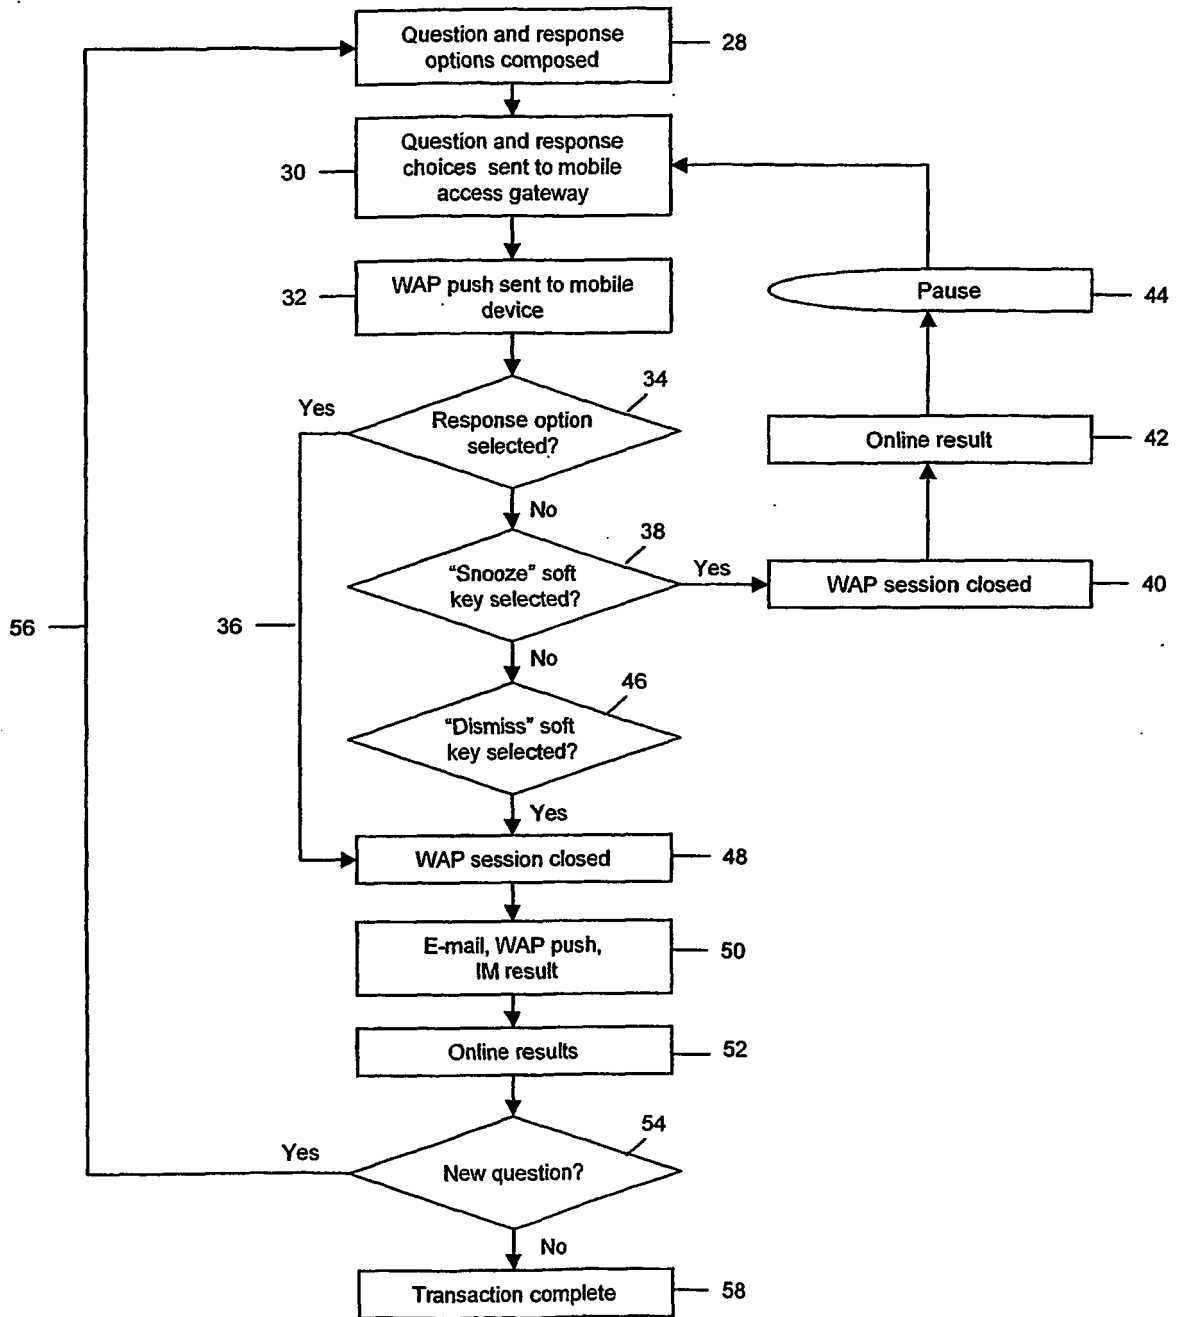 Question and response
options composed
28
Question and response
choices sent to mobile
access gateway
30
WAP push sent to mobile
device
32
Pause
44
34
Yes
Response option
selected?
Online result
42
No
38
"Snooze" soft
key selected?
Yes
WAP session closed
40
56
36
No
46
"Dismiss" soft
key selected?
Yes
WAP session closed
48
E-mail, WAP push,
IM result
50
Online results
52
54
Yes
New question?
No
Transaction complete
58